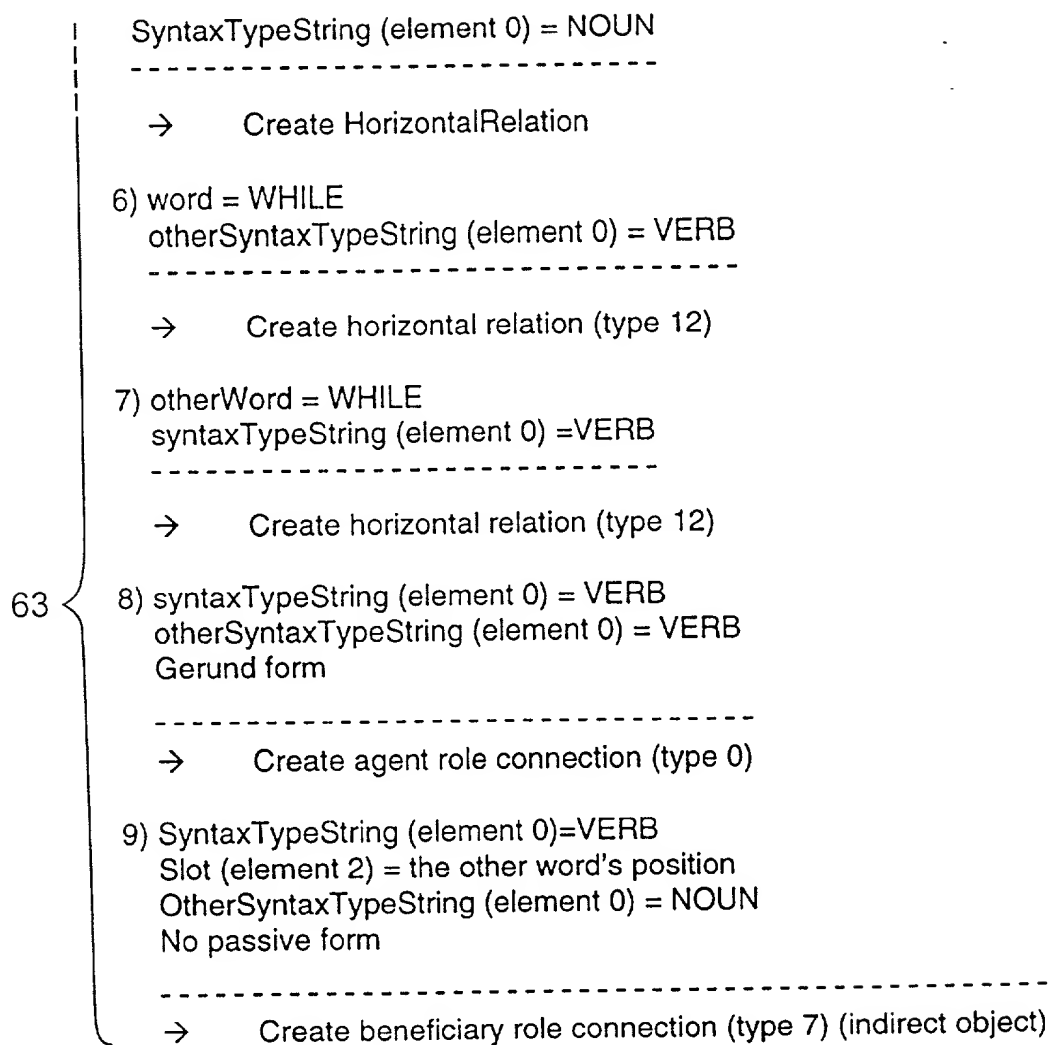 SyntaxTypeString (element 0) = NOUN
→ Create HorizontalRelation
6) word = WHILE
otherSyntaxTypeString (element 0) = VERB
→ Create horizontal relation (type 12)
7) otherWord = WHILE
syntaxTypeString (element 0) =VERB
→ Create horizontal relation (type 12)
63
8) syntaxTypeString (element 0) = VERB
otherSyntaxTypeString (element 0) = VERB
Gerund form
→ Create agent role connection (type 0)
9) SyntaxTypeString (element 0)=VERB
Slot (element 2) = the other word's position
OtherSyntaxTypeString (element 0) = NOUN
No passive form
→ Create beneficiary role connection (type 7) (indirect object)